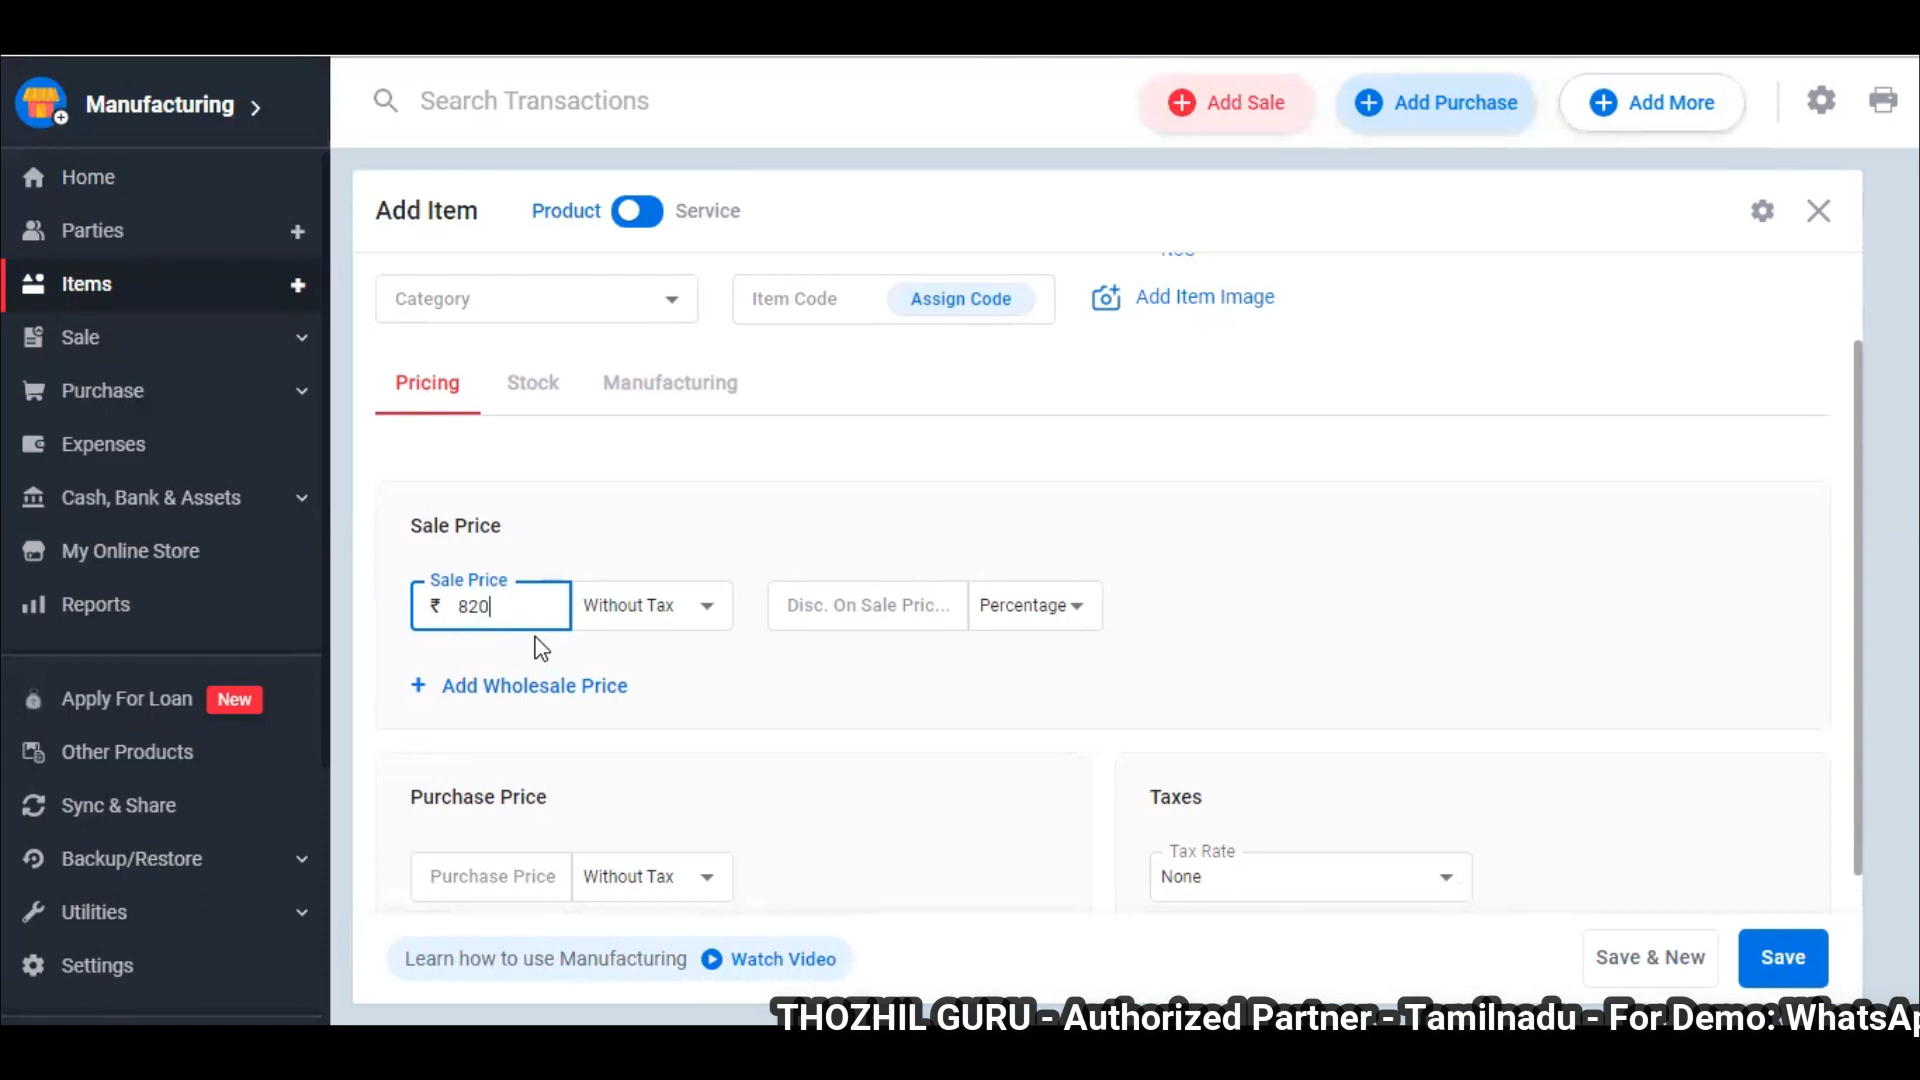 Manufacturing
Search Transactions
Add Sale
Add Purchase
Add More
Home
Parties
Items
Sale
Purchase
Expenses
Cash, Bank & Assets
My Online Store
Reports
Apply For Loan New
Other Products
Sync & Share
Backup/Restore
Utilities
Settings
Add Item
Product
Service
Category
Item Code
Assign Code
Add Item Image
Pricing
Stock
Manufacturing
Sale Price
Sale Price
₹ 820
Without Tax
Disc. On Sale Pric...
Percentage
+ Add Wholesale Price
Purchase Price
Purchase Price
Without Tax
Taxes
Tax Rate
None
Learn how to use Manufacturing
Watch Video
Save & New
Save
THOZHIL GURU - Authorized Partner - Tamilnadu - For Demo: WhatsAp